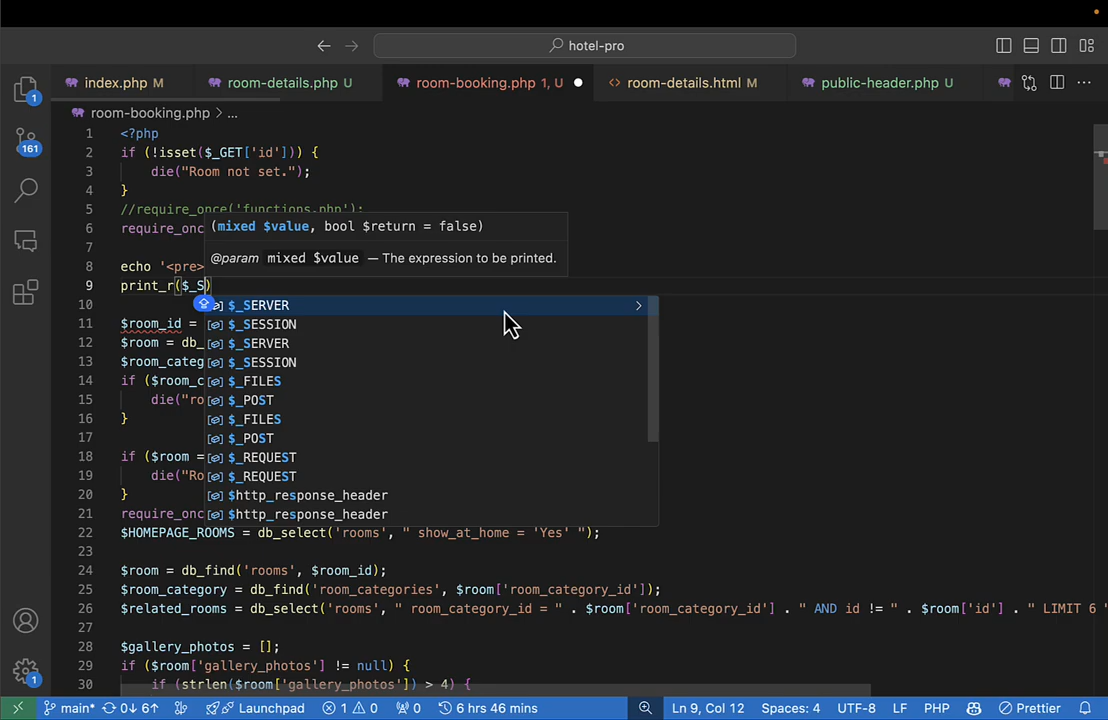 hotel-pro
index.php M
room-details.php U
room-booking.php 1, U
room-details.html M
public-header.php U
room-booking.php > ...
1 <?php
2 if (!isset($_GET['id'])) {
3 die("Room not set.");
4 }
5 //require_once('functions.php');
6 require_onc
(mixed $value, bool $return = false)
7
@param mixed $value — The expression to be printed.
8 echo '<pre>
9 print_r($_S)
10 $_SERVER
11 $room_id = $_SESSION
12 $room = db_ $_SERVER
13 $room_categ $_SESSION
14 if ($room_c $_FILES
15 die("ro $_POST
16 } $_FILES
17 $_POST
18 if ($room = $_REQUEST
19 die("Ro $_REQUEST
20 } $http_response_header
21 require_onc $http_response_header
22 $HOMEPAGE_ROOMS = db_select('rooms', " show_at_home = 'Yes' ");
23
24 $room = db_find('rooms', $room_id);
25 $room_category = db_find('room_categories', $room['room_category_id']);
26 $related_rooms = db_select('rooms', " room_category_id = " . $room['room_category_id'] . " AND id != " . $room['id'] . " LIMIT 6
27
28 $gallery_photos = [];
29 if ($room['gallery_photos'] != null) {
30 if (strlen($room['gallery_photos']) > 4) {
1
161
1
main* 0↓ 6↑ Launchpad 1 0 0 6 hrs 46 mins Ln 9, Col 12 Spaces: 4 UTF-8 LF PHP Prettier